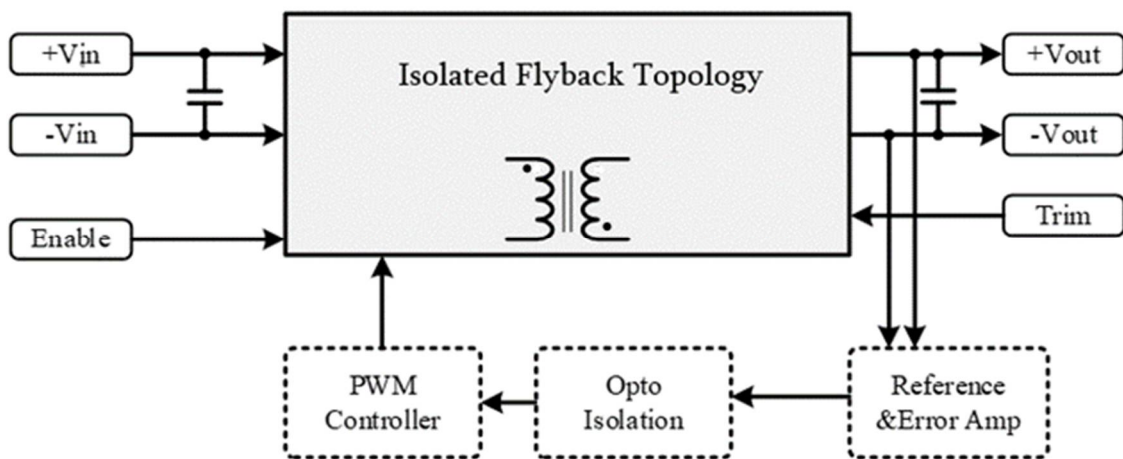 +Vin
-Vin
Enable
Isolated Flyback Topology
+Vout
-Vout
Trim
PWM
Controller
Opto
Isolation
Reference
&Error Amp